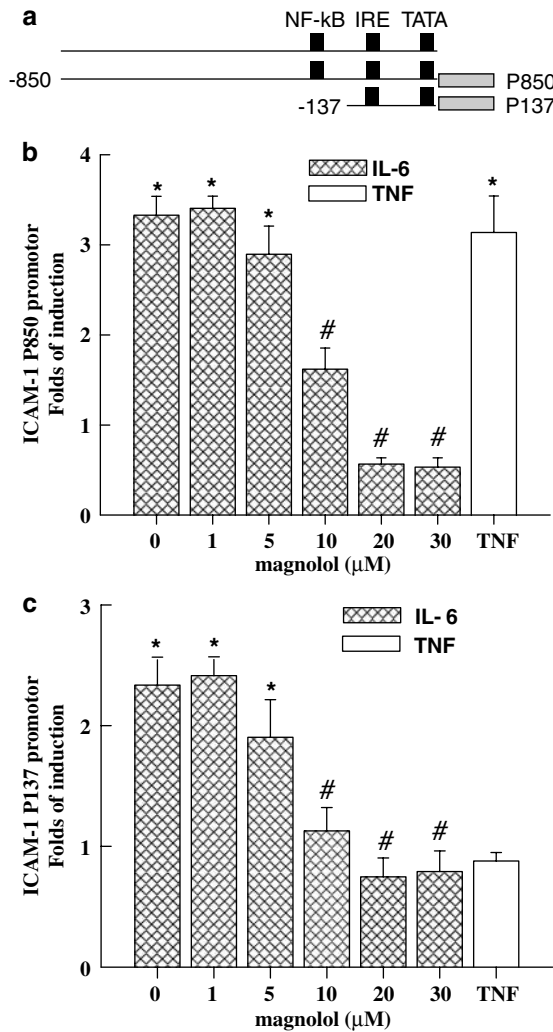 a
NF-kB IRE TATA
-850
P850
-137
P137
b
4
3
2
1
0
ICAM-1 P850 promotor
Folds of induction
IL-6
TNF
* * * # # # *
0 1 5 10 20 30 TNF
magnolol (μM)
c
3
2
1
0
ICAM-1 P137 promotor
Folds of induction
IL- 6
TNF
* * * # # #
0 1 5 10 20 30 TNF
magnolol (μM)